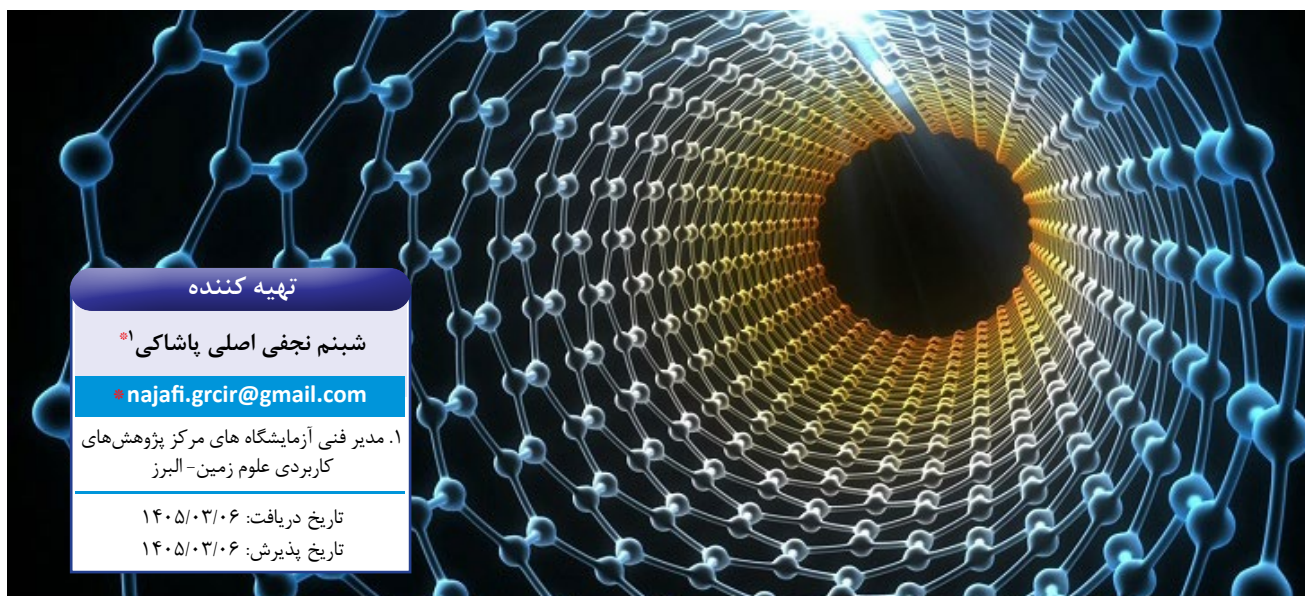 تهیه کننده
شبنم نجفی اصلی پاشاکی۱*
*najafi.grcir@gmail.com
۱. مدیر فنی آزمایشگاه های مرکز پژوهش‌های
کاربردی علوم زمین- البرز
تاریخ دریافت: ۱۴۰۵/۰۳/۰۶
تاریخ پذیرش: ۱۴۰۵/۰۳/۰۶